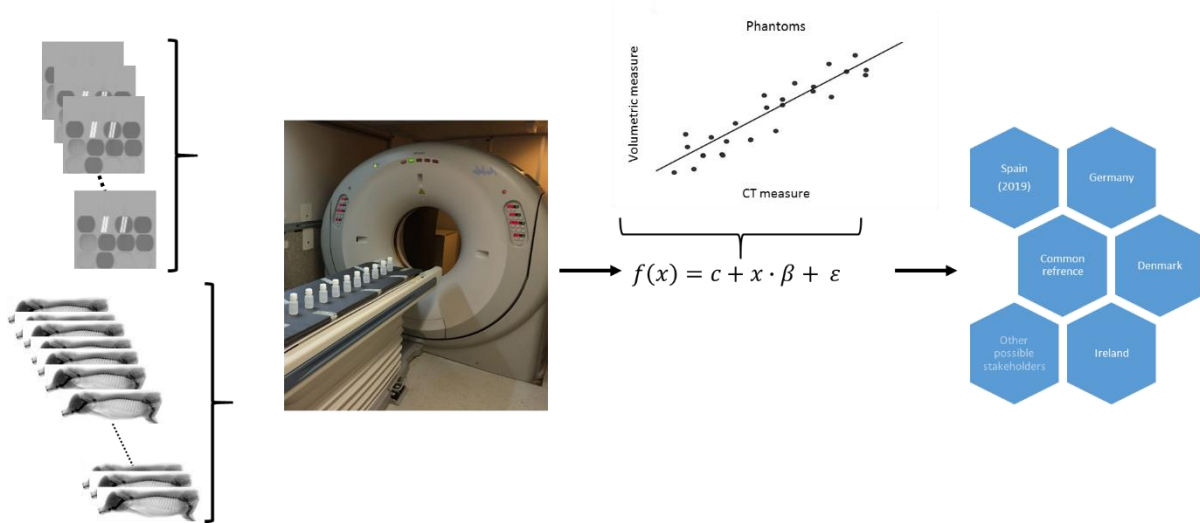 Phantoms
Volumetric measure
CT measure
f(x) = c + x · β + ε
Spain
(2019)
Germany
Common
refrence
Denmark
Other
possible
stakeholders
Ireland